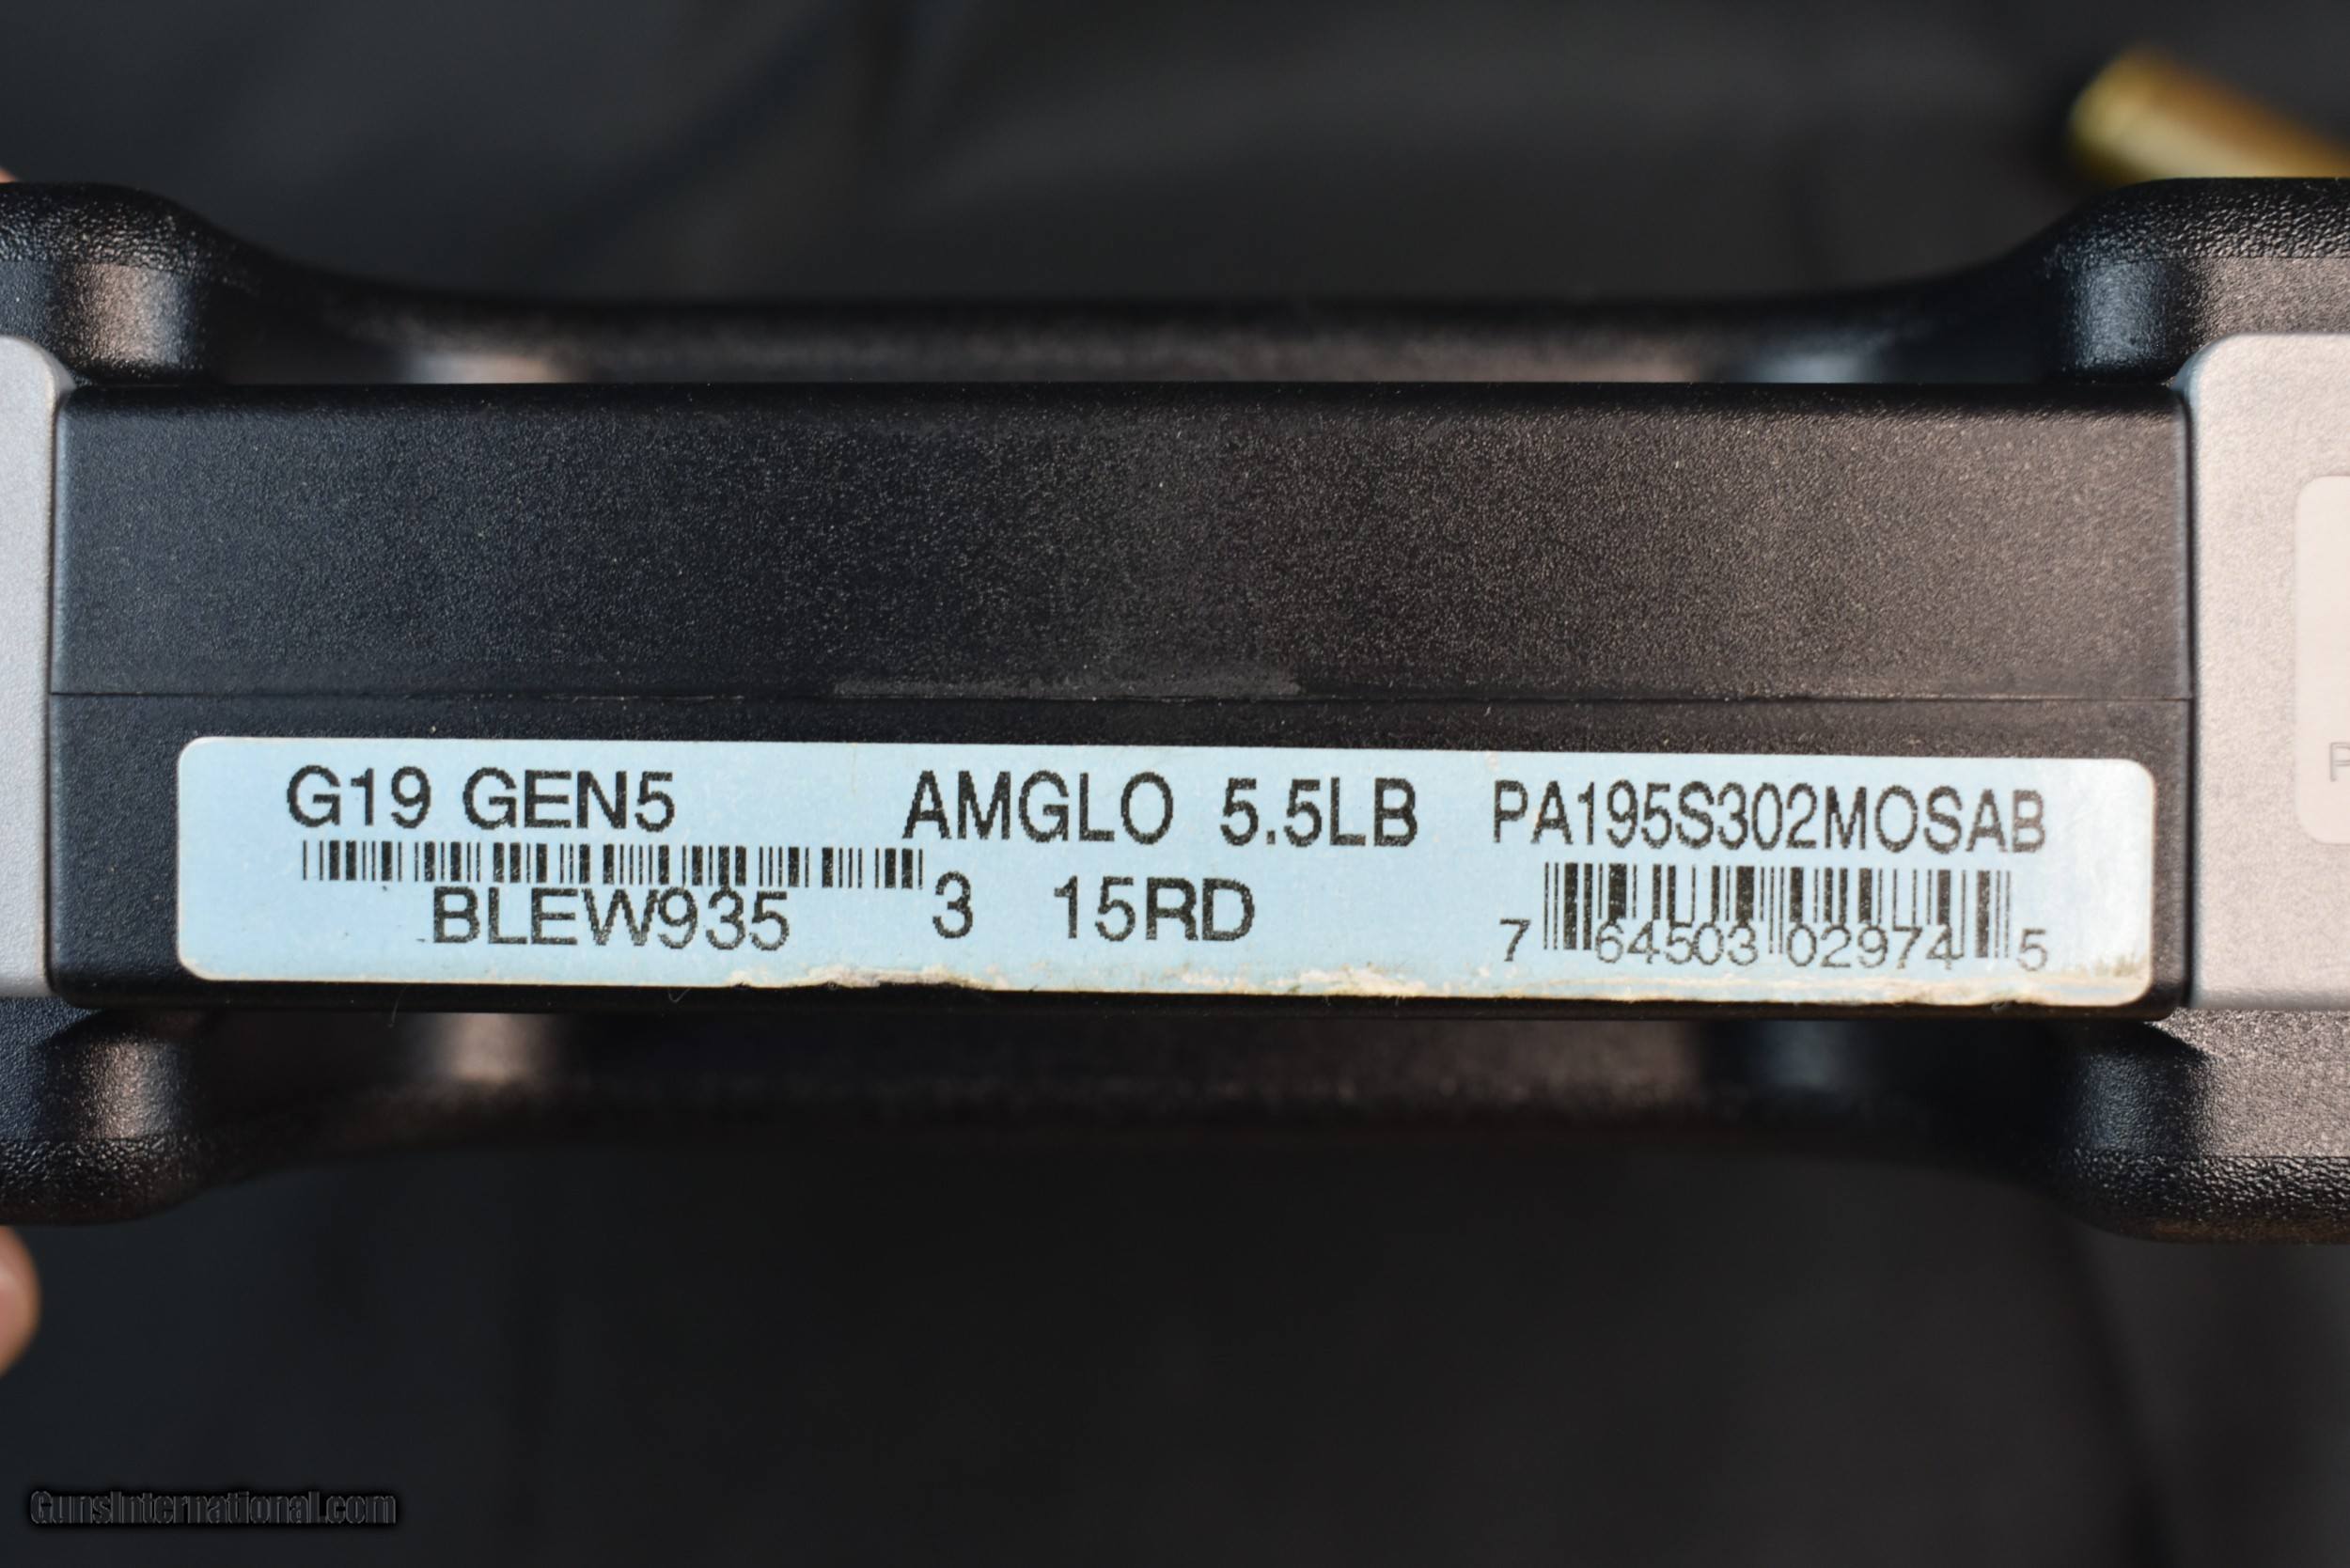 G19 GEN5 AMGLO 5.5LB PA195S302MOSAB
BLEW935 3 15RD 7 64503 02974 5
GunsInternational.com